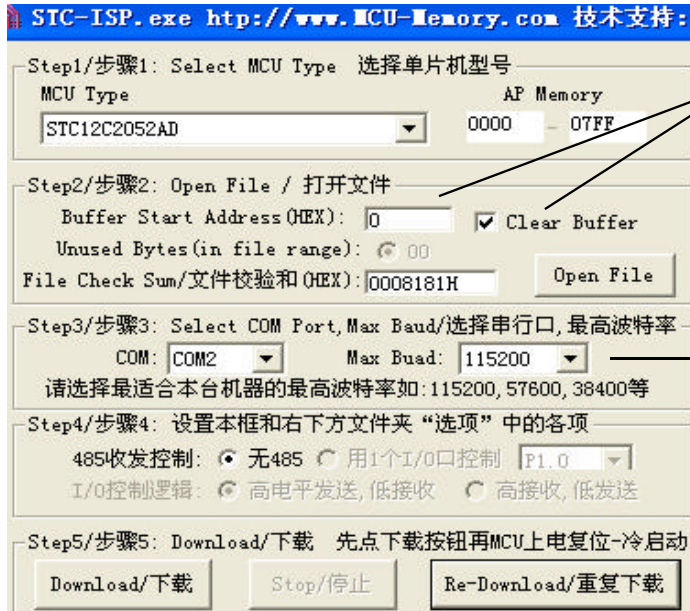 STC-ISP.exe htp://www.MCU-Memory.com 技术支持:
Step1/步骤1: Select MCU Type 选择单片机型号
MCU Type AP Memory
STC12C2052AD 0000 - 07FF
Step2/步骤2: Open File / 打开文件
Buffer Start Address(HEX): 0 Clear Buffer
Unused Bytes(in file range): 00
File Check Sum/文件校验和(HEX): 0008181H Open File
Step3/步骤3: Select COM Port,Max Baud/选择串行口,最高波特率
COM: COM2 Max Buad: 115200
请选择最适合本台机器的最高波特率如:115200,57600,38400等
Step4/步骤4: 设置本框和右下方文件夹“选项”中的各项
485收发控制: 无485 用1个I/O口控制 P1.0
I/O控制逻辑: 高电平发送,低接收 高接收,低发送
Step5/步骤5: Download/下载 先点下载按钮再MCU上电复位-冷启动
Download/下载 Stop/停止 Re-Download/重复下载